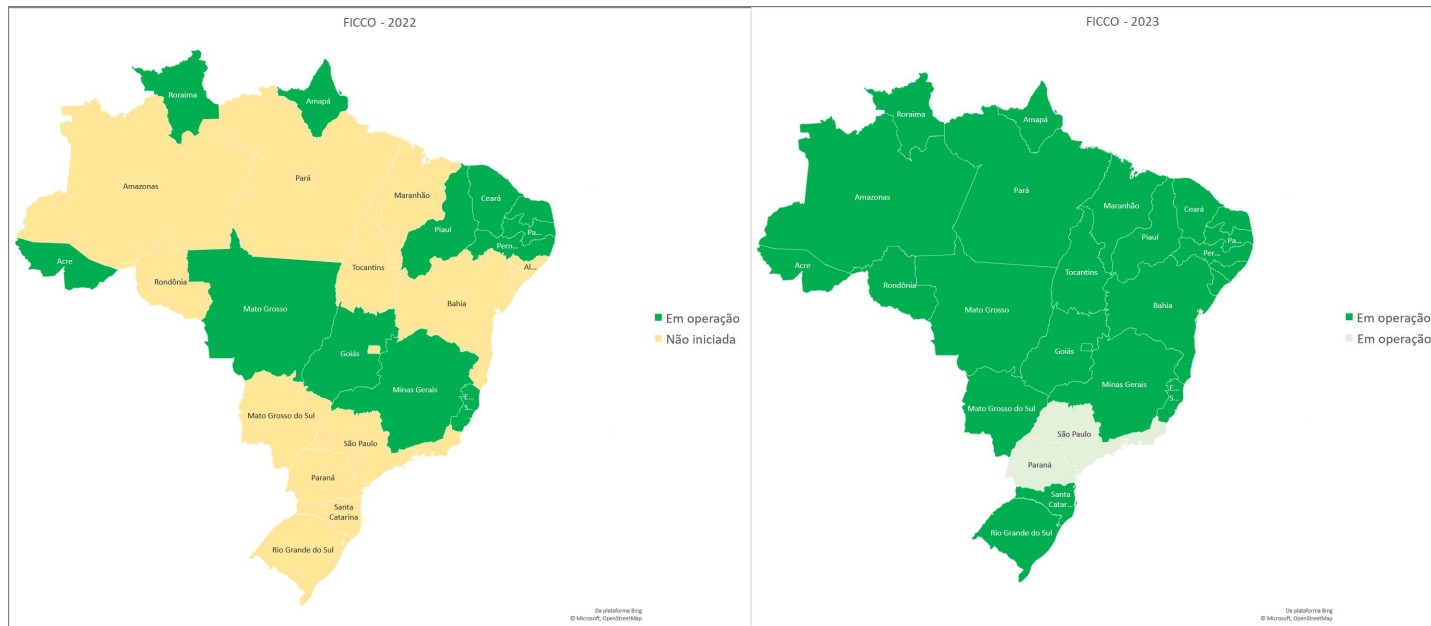 FICCO - 2022
Roraima
Amapá
Amazonas
Pará
Maranhão
Ceará
Piauí
Pa...
Pern...
Acre
Rondônia
Tocantins
Al...
Bahia
Mato Grosso
Goiás
Minas Gerais
E...
S...
Mato Grosso do Sul
São Paulo
Paraná
Santa
Catarina
Rio Grande do Sul
Em operação
Não iniciada
Da plataforma Bing
© Microsoft, OpenStreetMap
FICCO - 2023
Roraima
Amapá
Amazonas
Pará
Maranhão
Ceará
Piauí
Pa...
Per...
Acre
Rondônia
Tocantins
Bahia
Mato Grosso
Goiás
Minas Gerais
E...
S...
Mato Grosso do Sul
São Paulo
Paraná
Santa
Catar...
Rio Grande do Sul
Em operação
Em operação
Da plataforma Bing
© Microsoft, OpenStreetMap